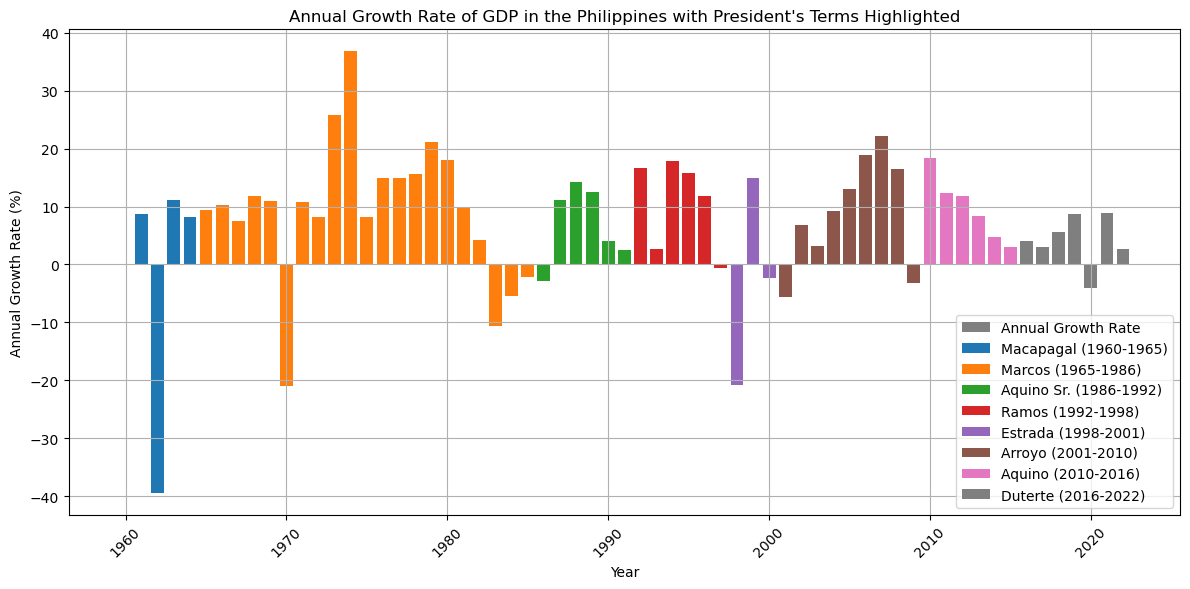 Annual Growth Rate of GDP in the Philippines with President's Terms Highlighted
40
30
20
10
0
−10
−20
−30
−40
Annual Growth Rate (%)
Annual Growth Rate
Macapagal (1960-1965)
Marcos (1965-1986)
Aquino Sr. (1986-1992)
Ramos (1992-1998)
Estrada (1998-2001)
Arroyo (2001-2010)
Aquino (2010-2016)
Duterte (2016-2022)
1960
1970
1980
1990
2000
2010
2020
Year